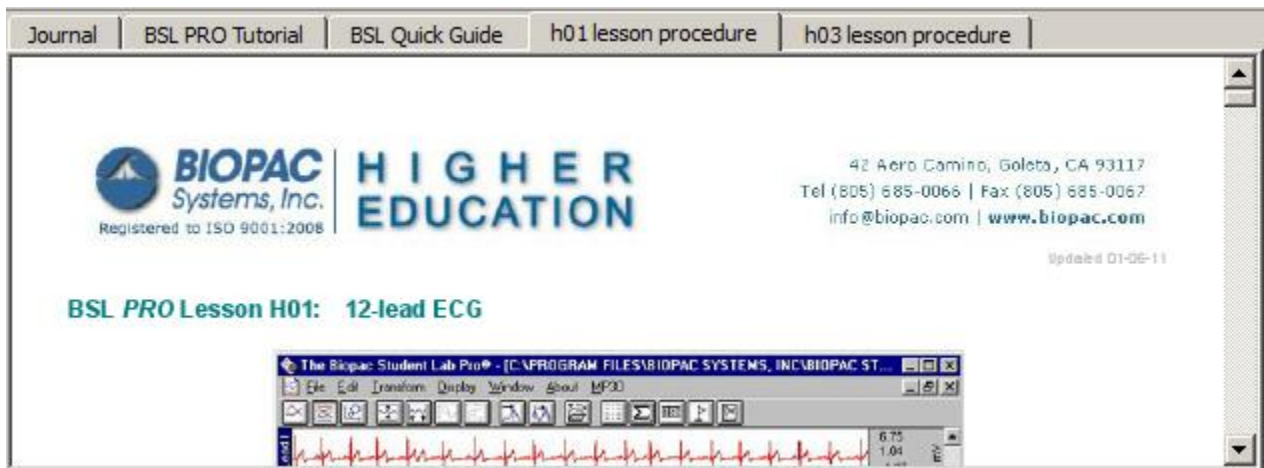 Journal
BSL PRO Tutorial
BSL Quick Guide
h01 lesson procedure
h03 lesson procedure
BIOPAC
Systems, Inc.
Registered to ISO 9001:2008
HIGHER
EDUCATION
42 Aero Camino, Goleta, CA 93117
Tel (805) 685-0066 | Fax (805) 685-0067
info@biopac.com | www.biopac.com
Updated 01-06-11
BSL PRO Lesson H01: 12-lead ECG
The Biopac Student Lab Pro® - [C:\PROGRAM FILES\BIOPAC SYSTEMS, INC\BIOPAC ST...
File Edit Transform Display Window About MP30
6.75
1.04